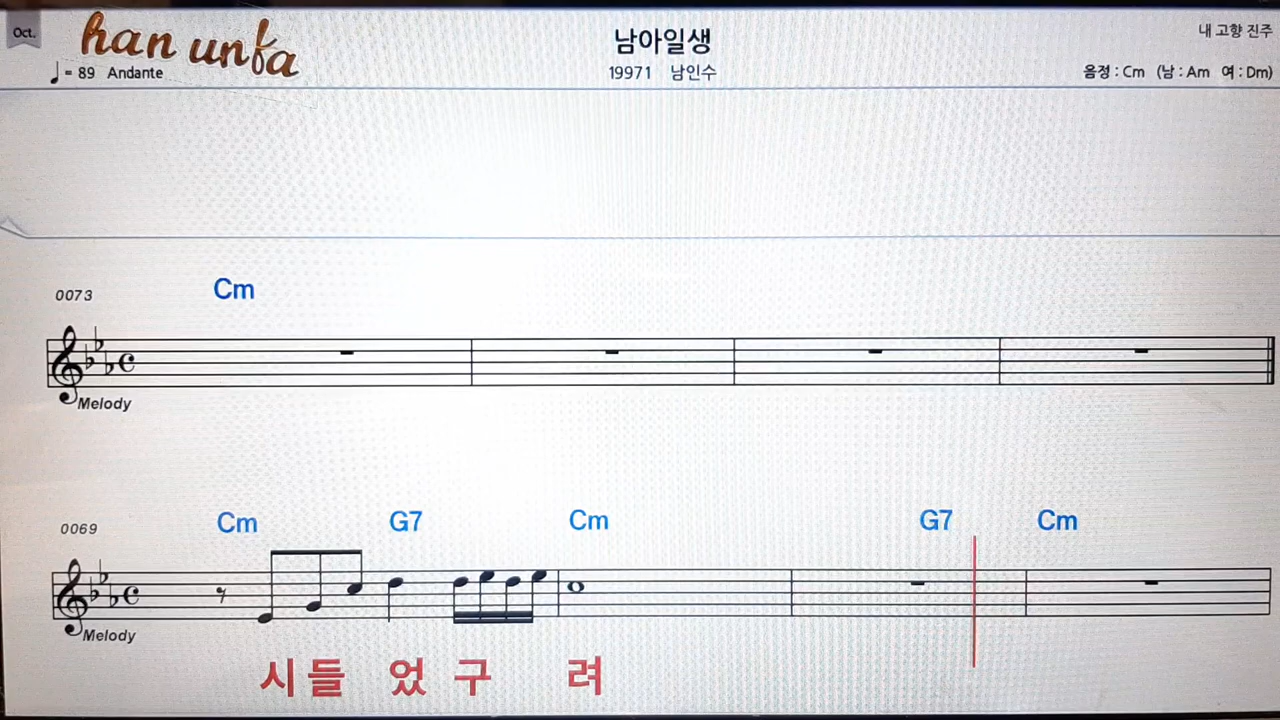 Oct.
han unfa
= 89 Andante
남아일생
19971 남인수
내 고향 진주
음정 : Cm (남 : Am 여 : Dm)
0073
Cm
Melody
0069
Cm G7 Cm G7 Cm
Melody
시 들 었 구 려